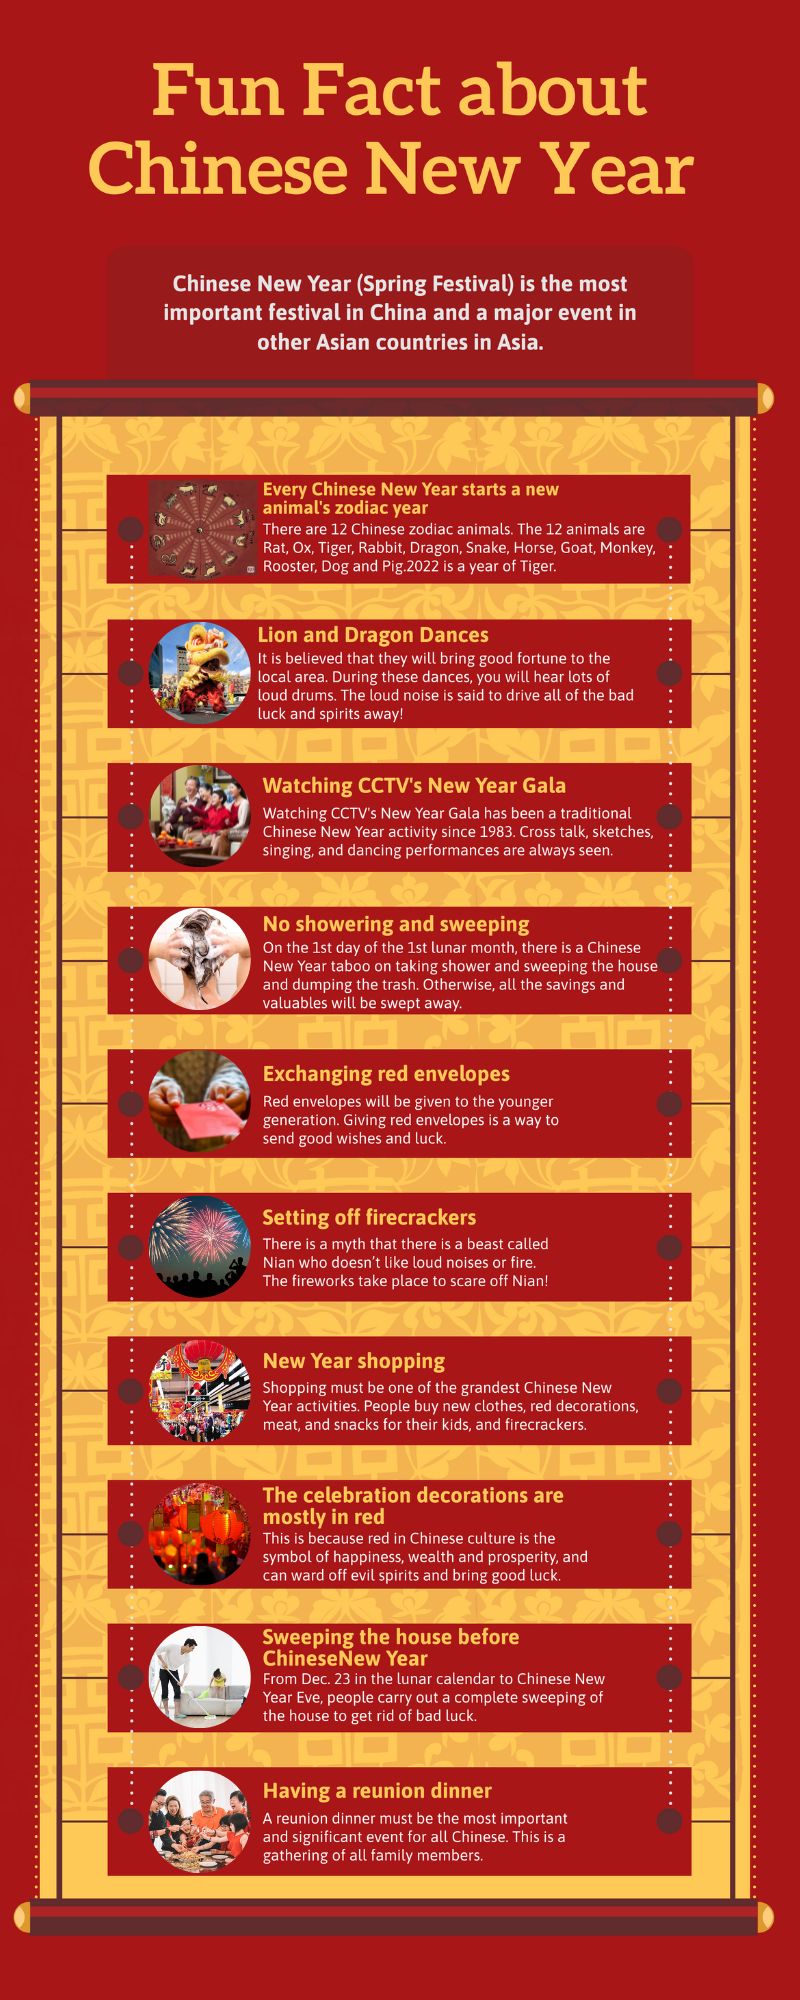 Fun Fact about
Chinese New Year
Chinese New Year (Spring Festival) is the most
important festival in China and a major event in
other Asian countries in Asia.
Every Chinese New Year starts a new
animal's zodiac year
There are 12 Chinese zodiac animals. The 12 animals are
Rat, Ox, Tiger, Rabbit, Dragon, Snake, Horse, Goat, Monkey,
Rooster, Dog and Pig.2022 is a year of Tiger.
Lion and Dragon Dances
It is believed that they will bring good fortune to the
local area. During these dances, you will hear lots of
loud drums. The loud noise is said to drive all of the bad
luck and spirits away!
Watching CCTV's New Year Gala
Watching CCTV's New Year Gala has been a traditional
Chinese New Year activity since 1983. Cross talk, sketches,
singing, and dancing performances are always seen.
No showering and sweeping
On the 1st day of the 1st lunar month, there is a Chinese
New Year taboo on taking shower and sweeping the house
and dumping the trash. Otherwise, all the savings and
valuables will be swept away.
Exchanging red envelopes
Red envelopes will be given to the younger
generation. Giving red envelopes is a way to
send good wishes and luck.
Setting off firecrackers
There is a myth that there is a beast called
Nian who doesn't like loud noises or fire.
The fireworks take place to scare off Nian!
New Year shopping
Shopping must be one of the grandest Chinese New
Year activities. People buy new clothes, red decorations,
meat, and snacks for their kids, and firecrackers.
The celebration decorations are
mostly in red
This is because red in Chinese culture is the
symbol of happiness, wealth and prosperity, and
can ward off evil spirits and bring good luck.
Sweeping the house before
ChineseNew Year
From Dec. 23 in the lunar calendar to Chinese New
Year Eve, people carry out a complete sweeping of
the house to get rid of bad luck.
Having a reunion dinner
A reunion dinner must be the most important
and significant event for all Chinese. This is a
gathering of all family members.